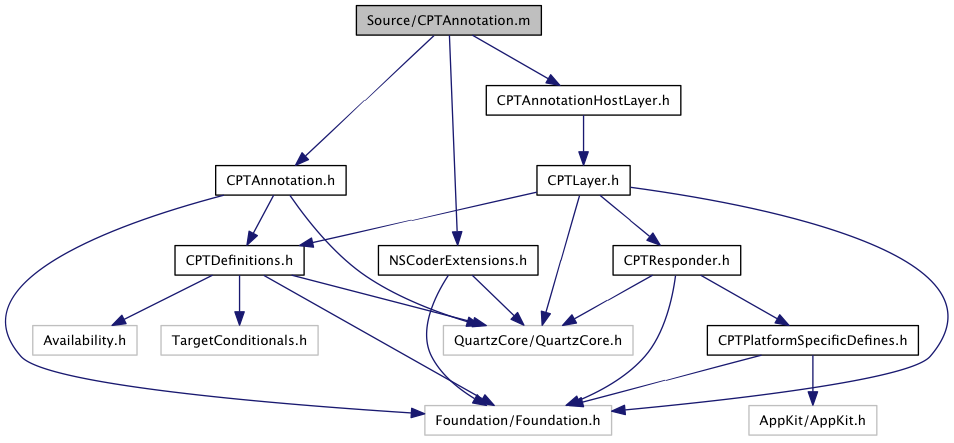 Source/CPTAnnotation.m
CPTAnnotationHostLayer.h
CPTAnnotation.h
CPTLayer.h
CPTDefinitions.h
NSCoderExtensions.h
CPTResponder.h
Availability.h
TargetConditionals.h
QuartzCore/QuartzCore.h
CPTPlatformSpecificDefines.h
Foundation/Foundation.h
AppKit/AppKit.h